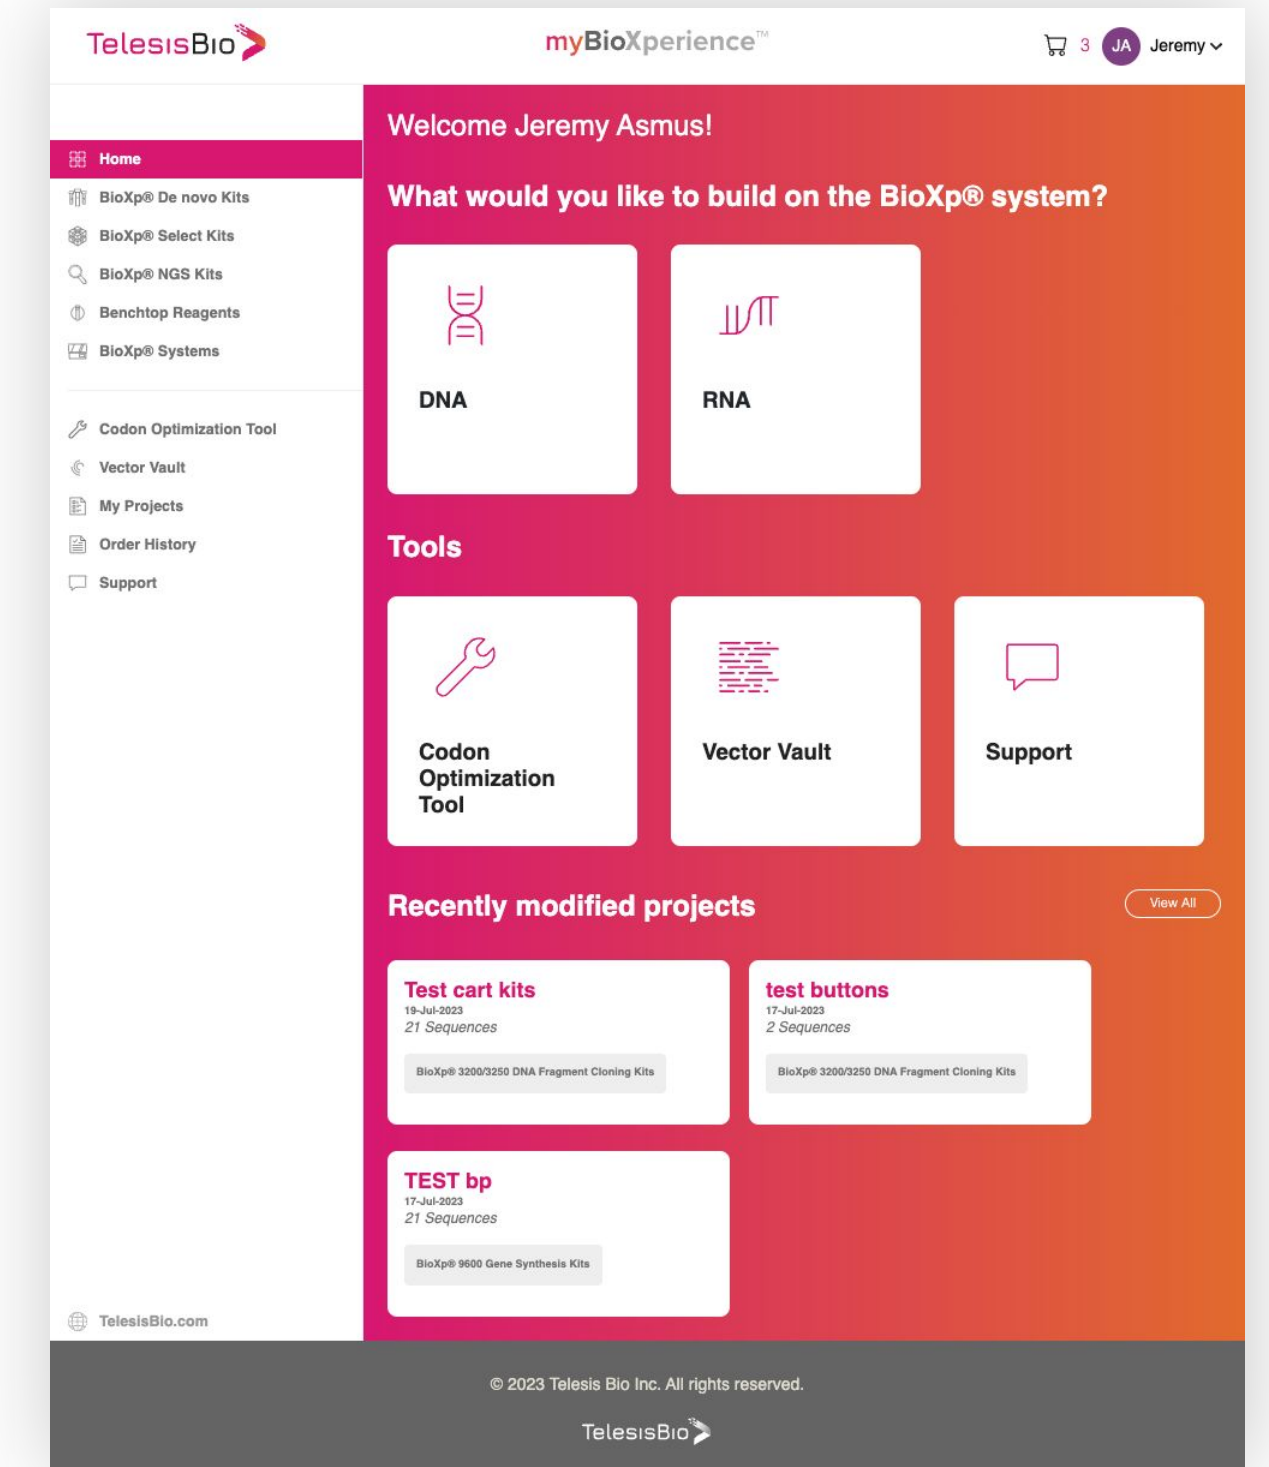 TelesisBio
myBioXperience™
3
JA
Jeremy
Home
BioXp® De novo Kits
BioXp® Select Kits
BioXp® NGS Kits
Benchtop Reagents
BioXp® Systems
Codon Optimization Tool
Vector Vault
My Projects
Order History
Support
TelesisBio.com
Welcome Jeremy Asmus!
What would you like to build on the BioXp® system?
DNA
RNA
Tools
Codon
Optimization
Tool
Vector Vault
Support
Recently modified projects
View All
Test cart kits
19-Jul-2023
21 Sequences
BioXp® 3200/3250 DNA Fragment Cloning Kits
test buttons
17-Jul-2023
2 Sequences
BioXp® 3200/3250 DNA Fragment Cloning Kits
TEST bp
17-Jul-2023
21 Sequences
BioXp® 9600 Gene Synthesis Kits
© 2023 Telesis Bio Inc. All rights reserved.
TelesisBio